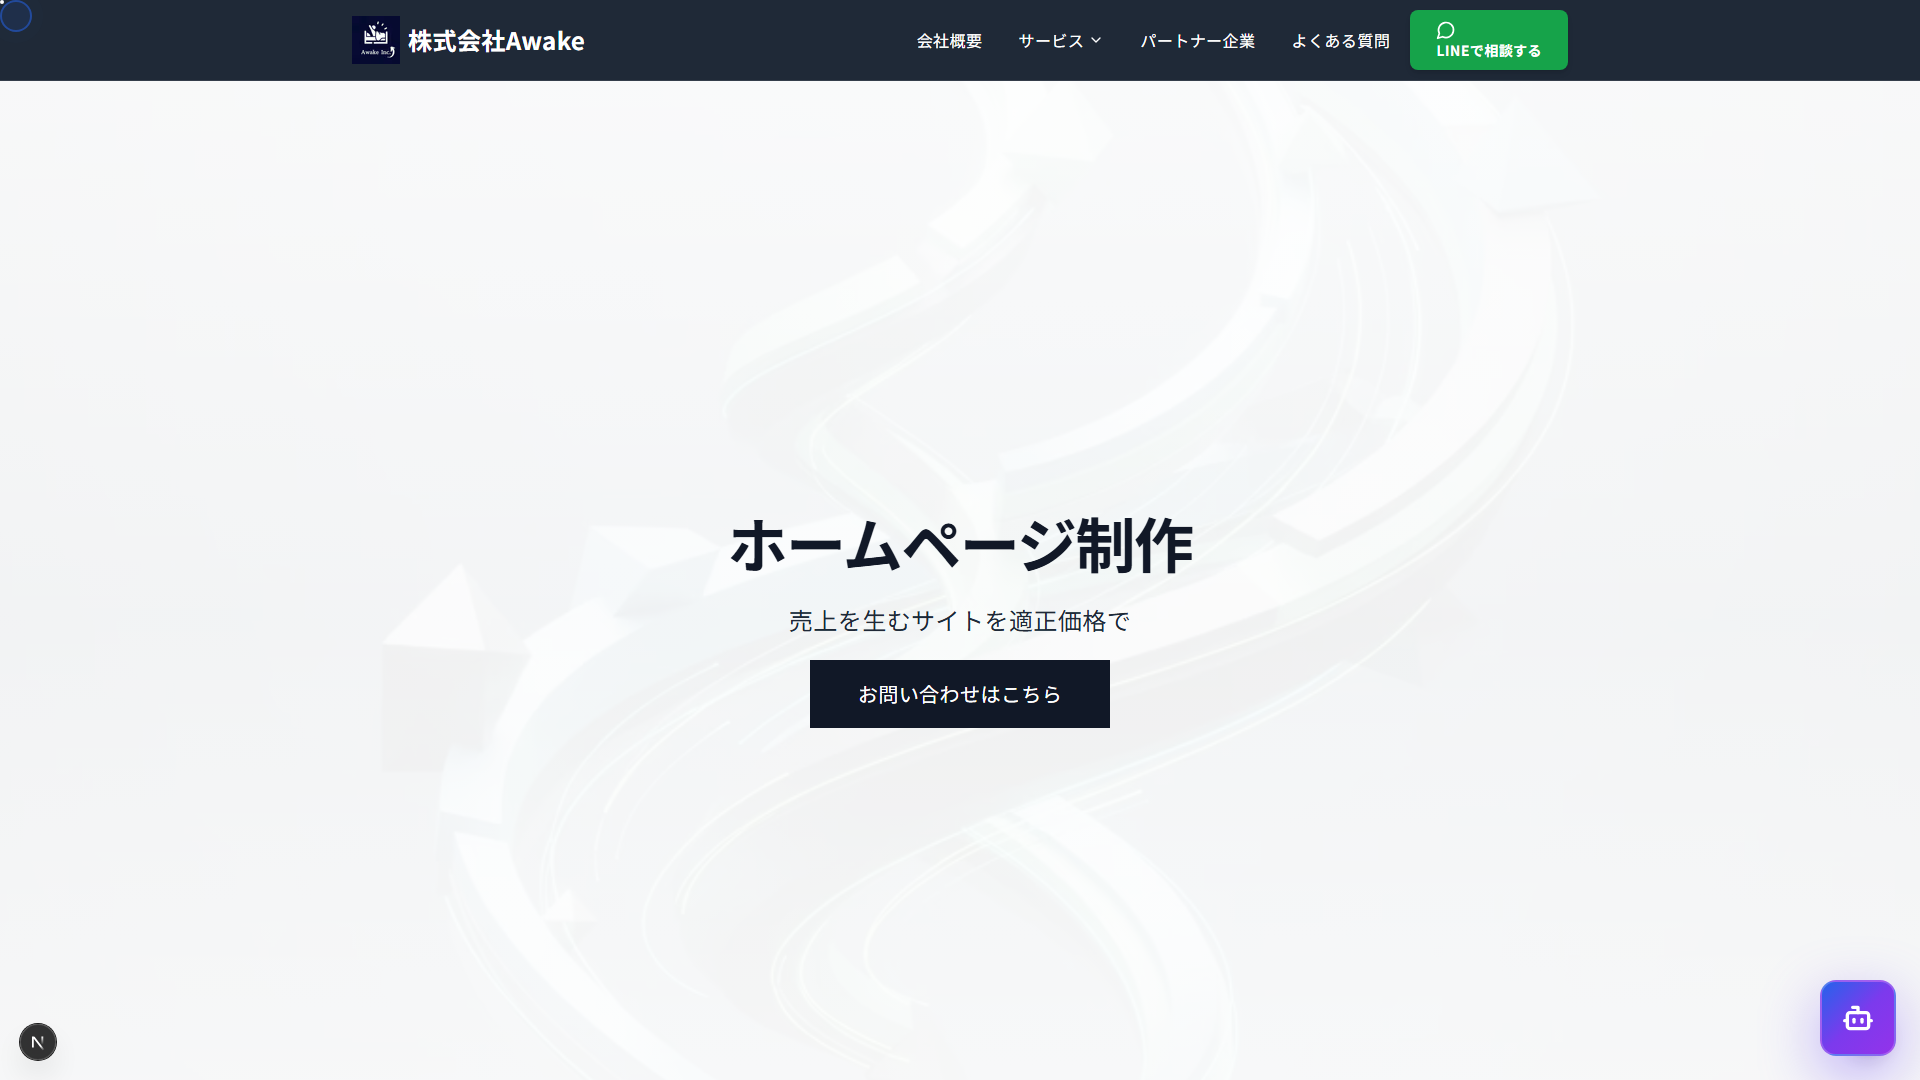 Awake Inc.
株式会社Awake
会社概要
サービス
パートナー企業
よくある質問
LINEで相談する
ホームページ制作
売上を生むサイトを適正価格で
お問い合わせはこちら
N